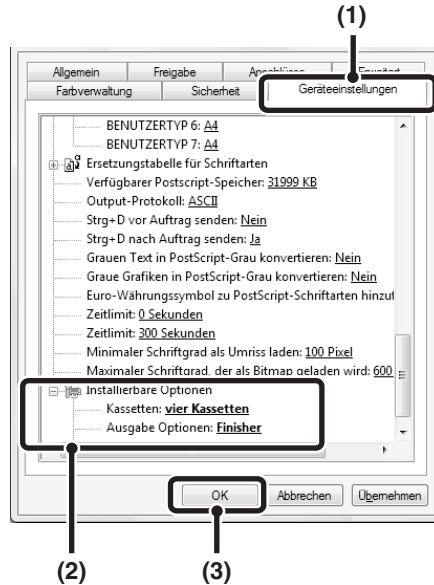 (1)
Allgemein Freigabe Anschlüsse Erweitert
Farbverwaltung Sicherheit Geräteeinstellungen
BENUTZERTYP 6: A4
BENUTZERTYP 7: A4
Ersetzungstabelle für Schriftarten
Verfügbarer Postscript-Speicher: 31999 KB
Output-Protokoll: ASCII
Strg+D vor Auftrag senden: Nein
Strg+D nach Auftrag senden: Ja
Grauen Text in PostScript-Grau konvertieren: Nein
Graue Grafiken in PostScript-Grau konvertieren: Nein
Euro-Währungssymbol zu PostScript-Schriftarten hinzuf
Zeitlimit: 0 Sekunden
Zeitlimit: 300 Sekunden
Minimaler Schriftgrad als Umriss laden: 100 Pixel
Maximaler Schriftgrad, der als Bitmap geladen wird: 600
Installierbare Optionen
Kassetten: vier Kassetten
Ausgabe Optionen: Finisher
OK Abbrechen Übernehmen
(2) (3)